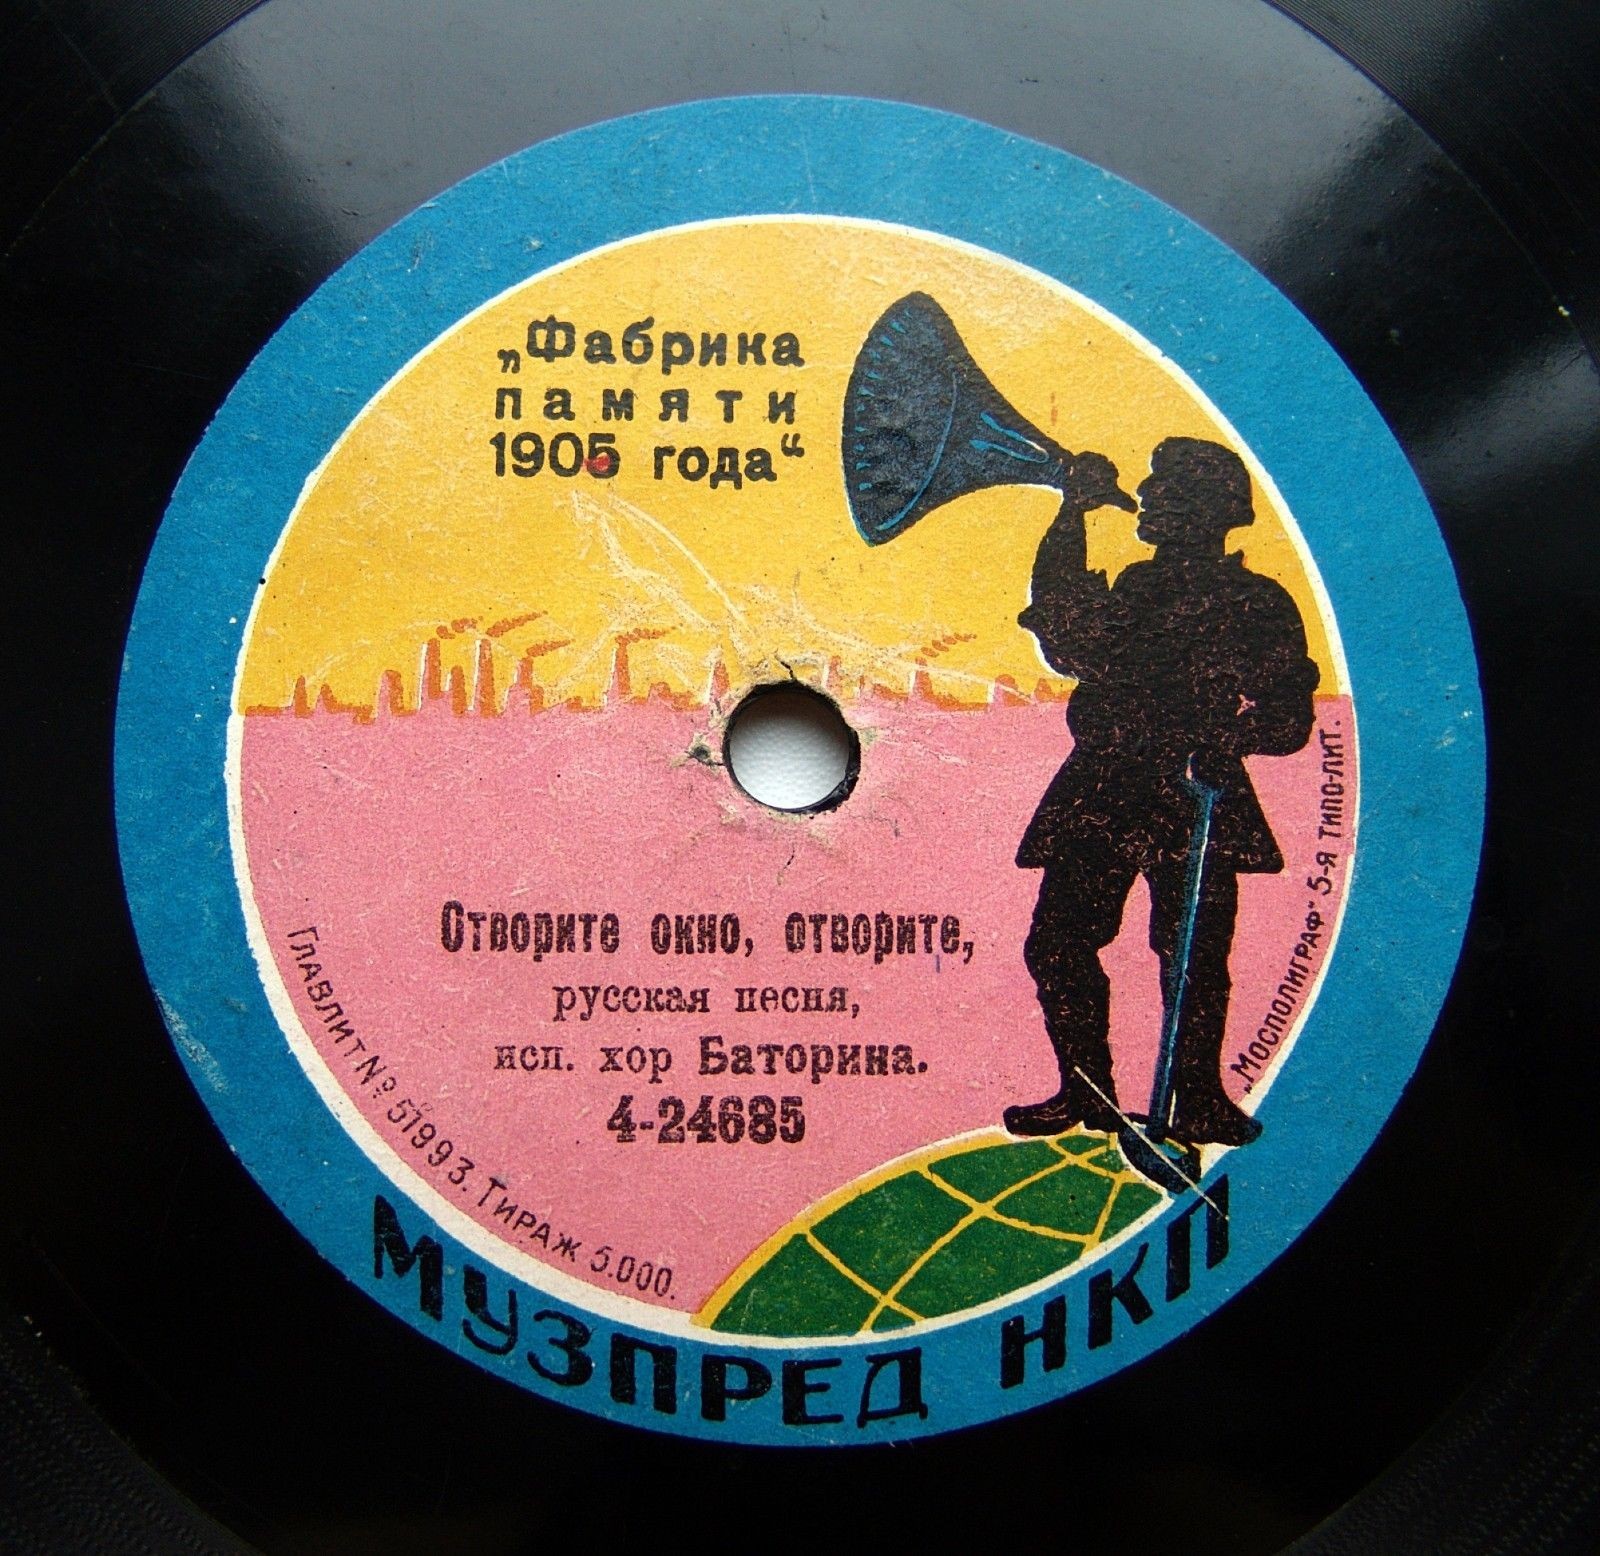 „Фабрика
памяти
1905 года“
Отворите окно, отворите,
русская песня,
исп. хор Баторина.
4-24685
Главлит № 51993. Тираж 5.000.
„Мосполиграф“ 5-я типо-лит.
МУЗПРЕД НКП